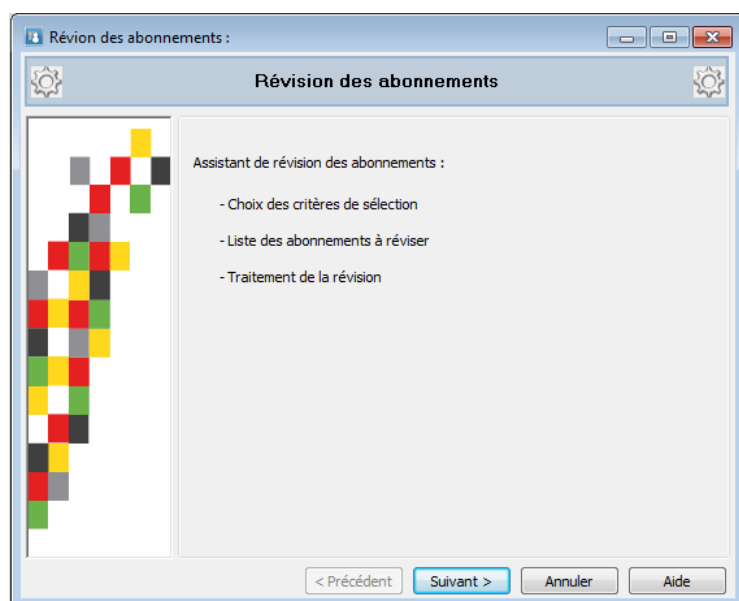 Révion des abonnements :
Révision des abonnements
Assistant de révision des abonnements :
- Choix des critères de sélection
- Liste des abonnements à réviser
- Traitement de la révision
< Précédent Suivant > Annuler Aide